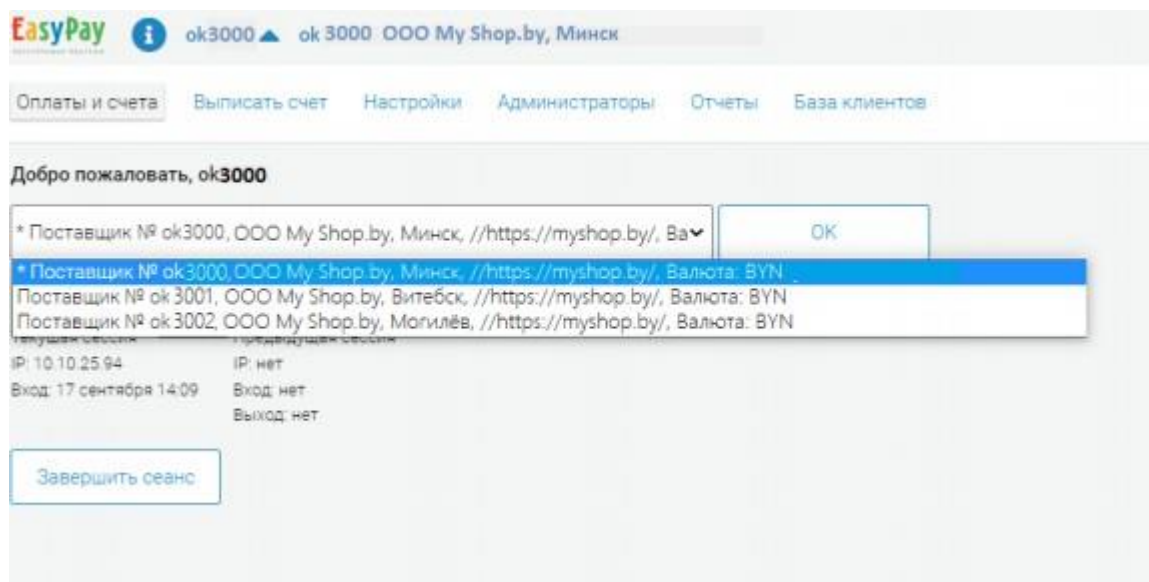 EasyPay ok3000 ok 3000 ООО My Shop.by, Минск
Оплаты и счета Выписать счет Настройки Администраторы Отчеты База клиентов
Добро пожаловать, ok3000
* Поставщик № ok3000, ООО My Shop.by, Минск, //https://myshop.by/, Ва OK
* Поставщик № ok3000, ООО My Shop.by, Минск, //https://myshop.by/, Валюта: BYN
Поставщик № ok 3001, ООО My Shop.by, Витебск, //https://myshop.by/, Валюта: BYN
Поставщик № ok 3002, ООО My Shop.by, Могилёв, //https://myshop.by/, Валюта: BYN
Текущая сессия Предыдущая сессия
IP: 10.10.25.94 IP: нет
Вход: 17 сентября 14:09 Вход: нет
Выход: нет
Завершить сеанс